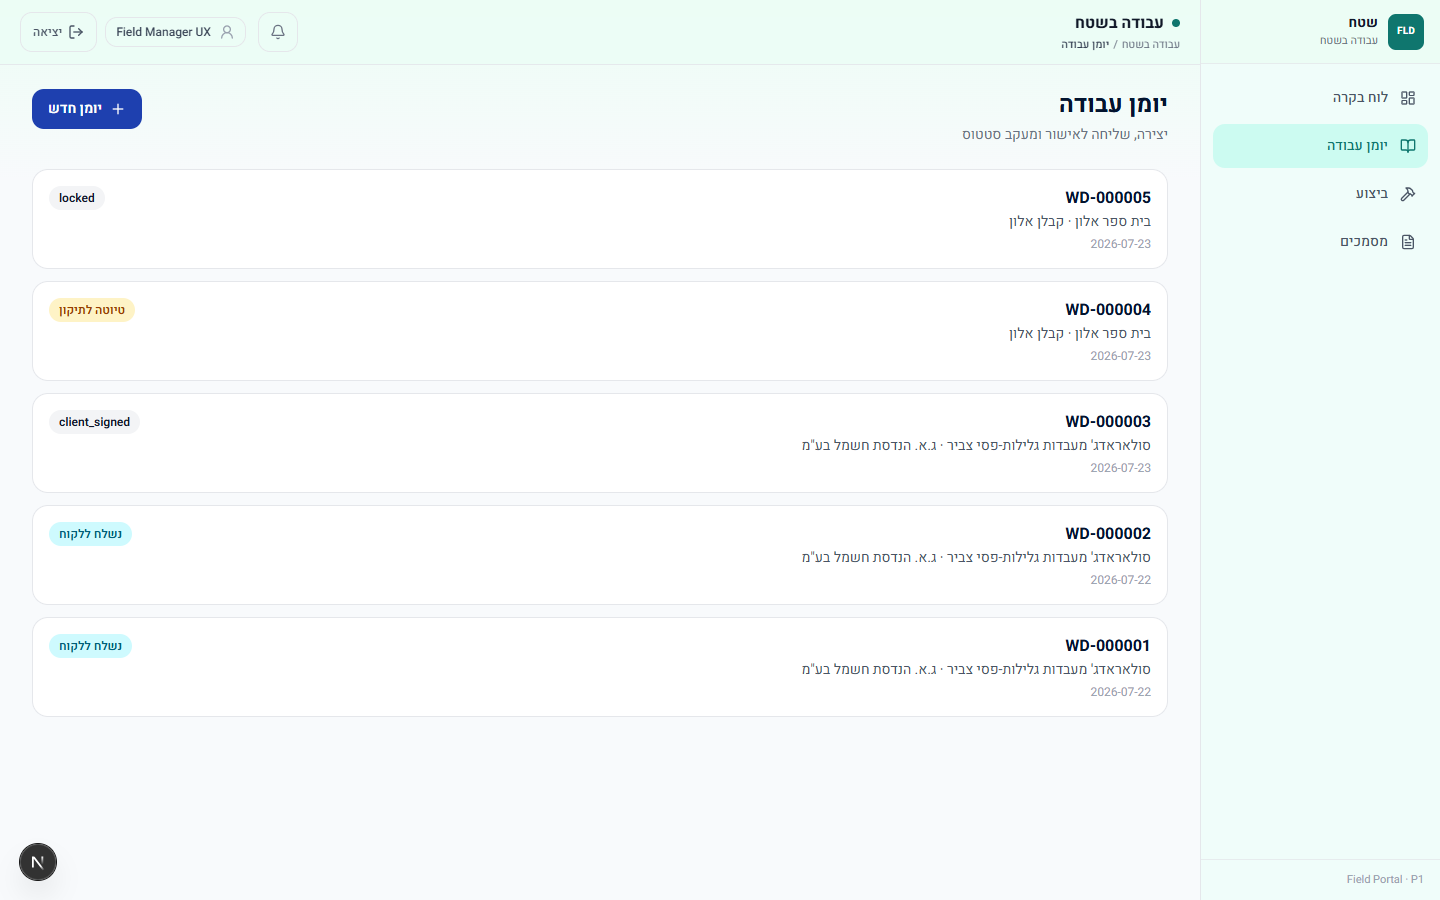 FLD
שטח
עבודה בשטח
לוח בקרה
יומן עבודה
ביצוע
מסמכים
Field Portal · P1
עבודה בשטח
עבודה בשטח / יומן עבודה
Field Manager UX
יציאה
יומן עבודה
יצירה, שליחה לאישור ומעקב סטטוס
יומן חדש
WD-000005
locked
בית ספר אלון · קבלן אלון
2026-07-23
WD-000004
טיוטה לתיקון
בית ספר אלון · קבלן אלון
2026-07-23
WD-000003
client_signed
סולאראדג' מעבדות גלילות-פסי צביר · ג.א. הנדסת חשמל בע"מ
2026-07-23
WD-000002
נשלח ללקוח
סולאראדג' מעבדות גלילות-פסי צביר · ג.א. הנדסת חשמל בע"מ
2026-07-22
WD-000001
נשלח ללקוח
סולאראדג' מעבדות גלילות-פסי צביר · ג.א. הנדסת חשמל בע"מ
2026-07-22
N